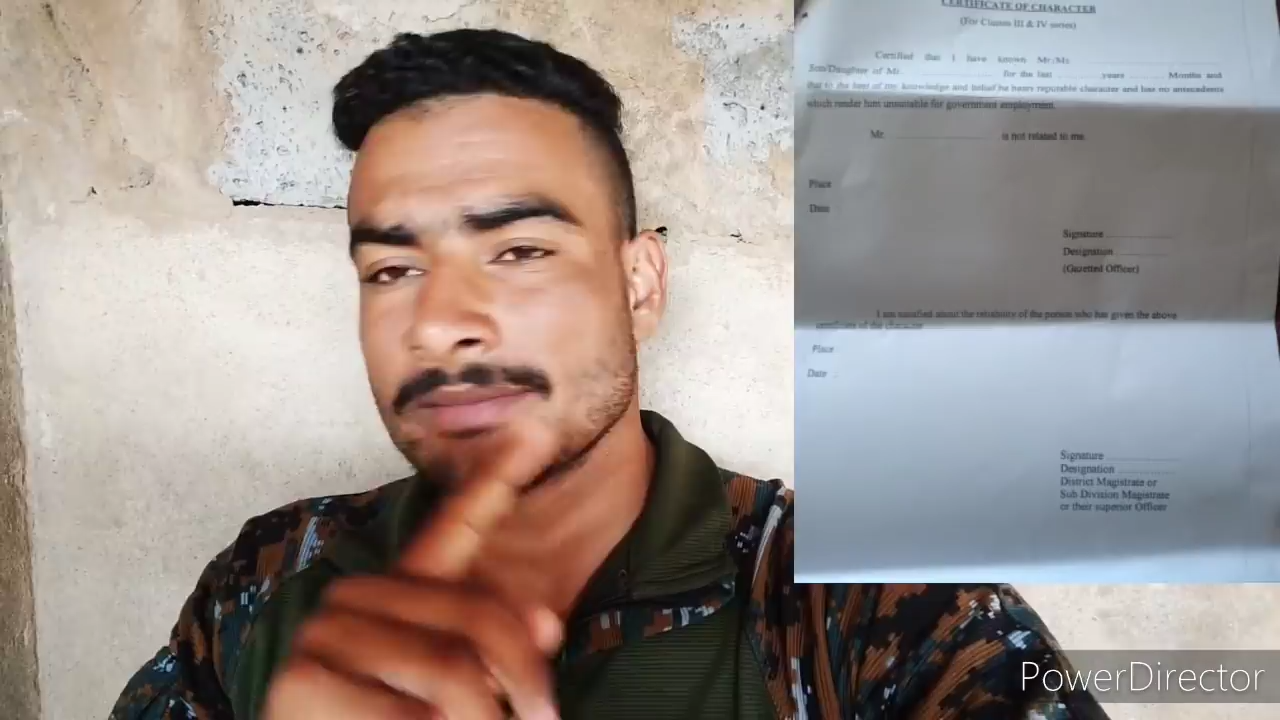 CERTIFICATE OF CHARACTER
(For Classes III & IV series)
Certified that I have known Mr./Ms.
Son/Daughter of Mr. ........................ for the last ............ years ......... Months and
that to the best of my knowledge and belief he bears reputable character and has no antecedents
which render him unsuitable for government employment.
Mr. ................................ is not related to me.
Place
Date
Signature ....................
Designation ..................
(Gazetted Officer)
I am satisfied about the reliability of the person who has given the above
certificate of the character
Place
Date :
Signature ......................
Designation ..................
District Magistrate or
Sub Division Magistrate
or their superior Officer
PowerDirector